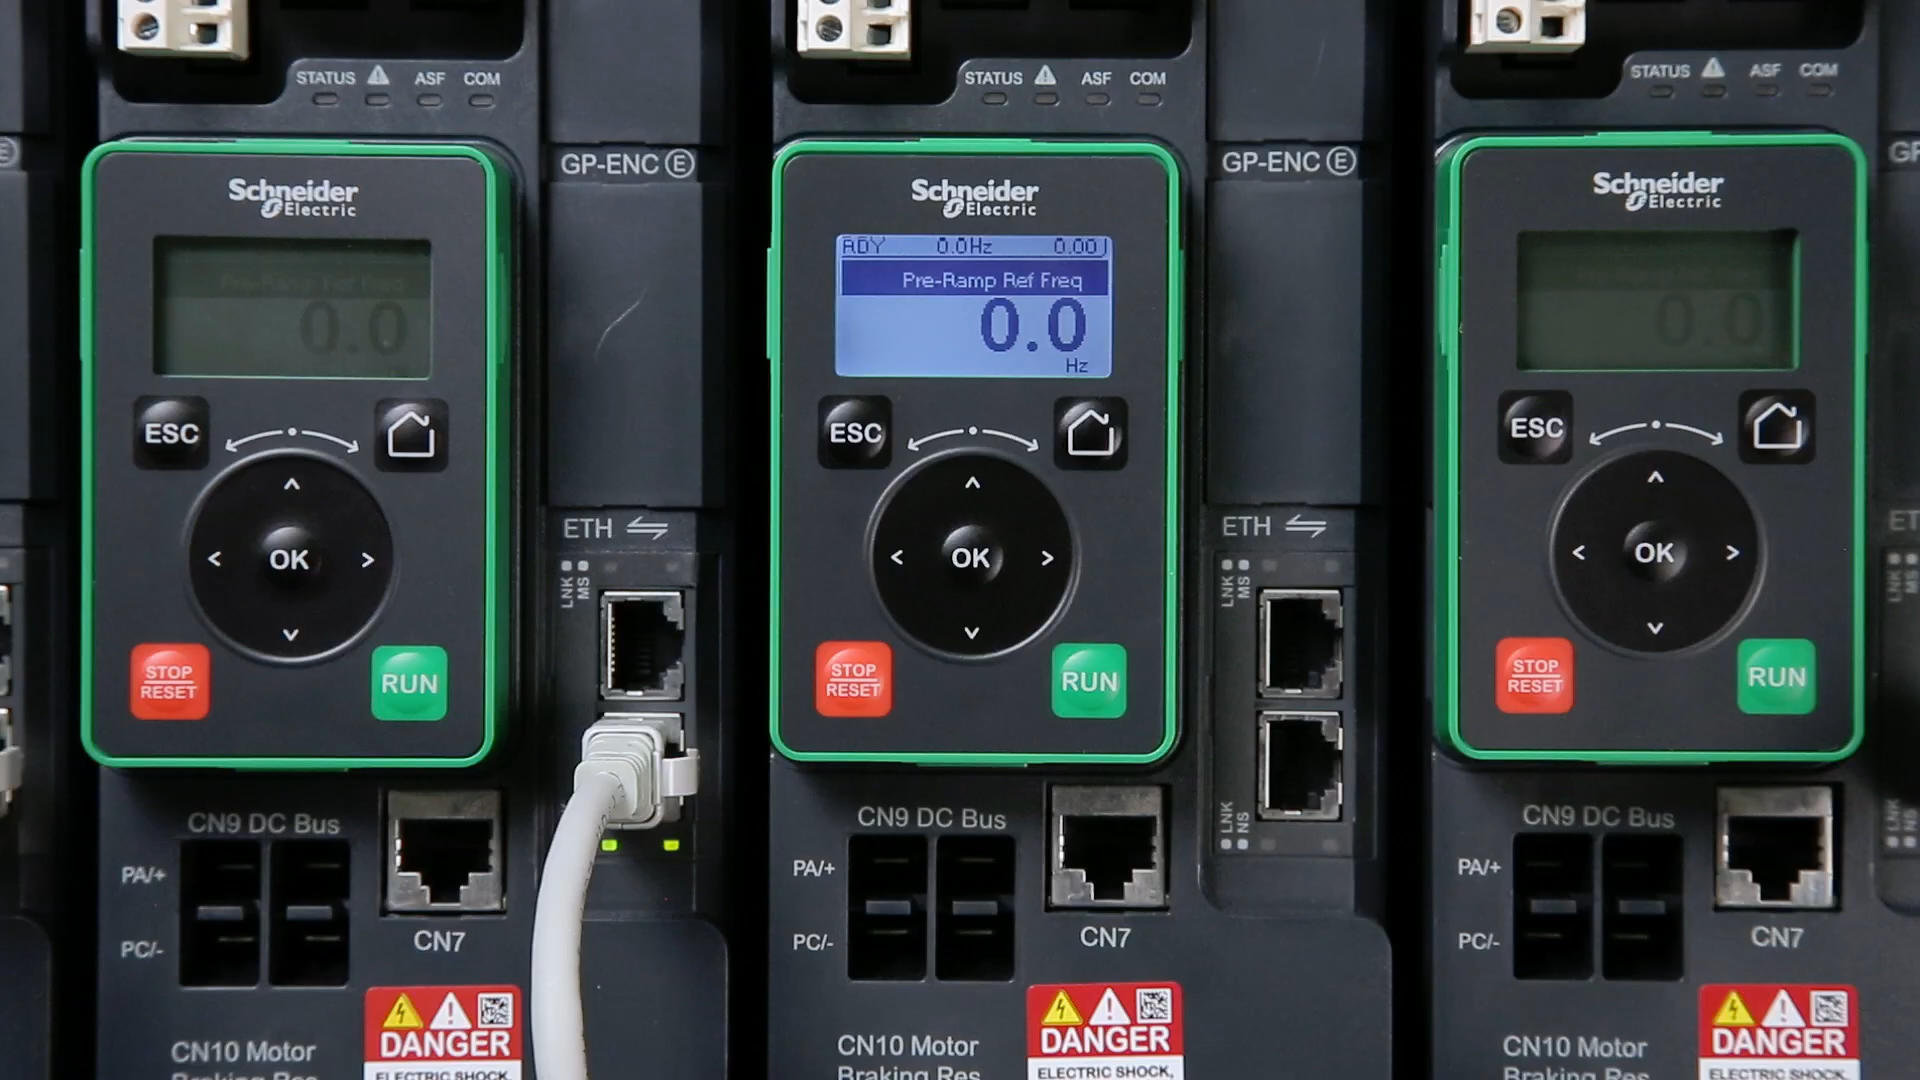 STATUS ASF COM
Schneider
Electric
Pre-Ramp Ref Freq
0.0
ESC
OK
STOP
RESET
RUN
GP-ENC E
ETH
LNK
MS
CN9 DC Bus
PA/+
PC/-
CN7
DANGER
ELECTRIC SHOCK,
CN10 Motor
Braking Res
STATUS ASF COM
Schneider
Electric
RDY 0.0Hz 0.00
Pre-Ramp Ref Freq
0.0
Hz
ESC
OK
STOP
RESET
RUN
GP-ENC E
ETH
LNK
MS
LNK
NS
CN9 DC Bus
PA/+
PC/-
CN7
DANGER
ELECTRIC SHOCK,
CN10 Motor
Braking Res
STATUS ASF COM
Schneider
Electric
0.0
ESC
OK
STOP
RESET
RUN
CN9 DC Bus
PA/+
PC/-
CN7
DANGER
ELECTRIC SHOCK,
CN10 Motor
Braking Res
LNK
MS
LNK
NS